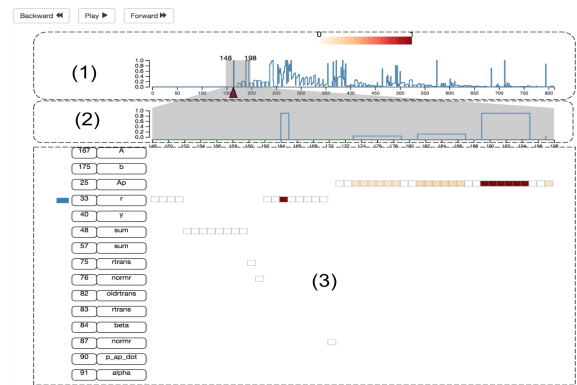 Backward
Play
Forward
0 1
148 198
(1)
1.0
0.8
0.6
0.4
0.2
0.0
0 50 100 150 200 250 300 350 400 450 500 550 600 650 700 750 800
(2)
1.0
0.8
0.6
0.4
0.2
0.0
167 A
175 b
25 Ap
33 r
40 y
48 sum
57 sum
75 rtrans
76 normr
82 oldrtrans
83 rtrans
84 beta
87 normr
90 p_ap_dot
91 alpha
(3)